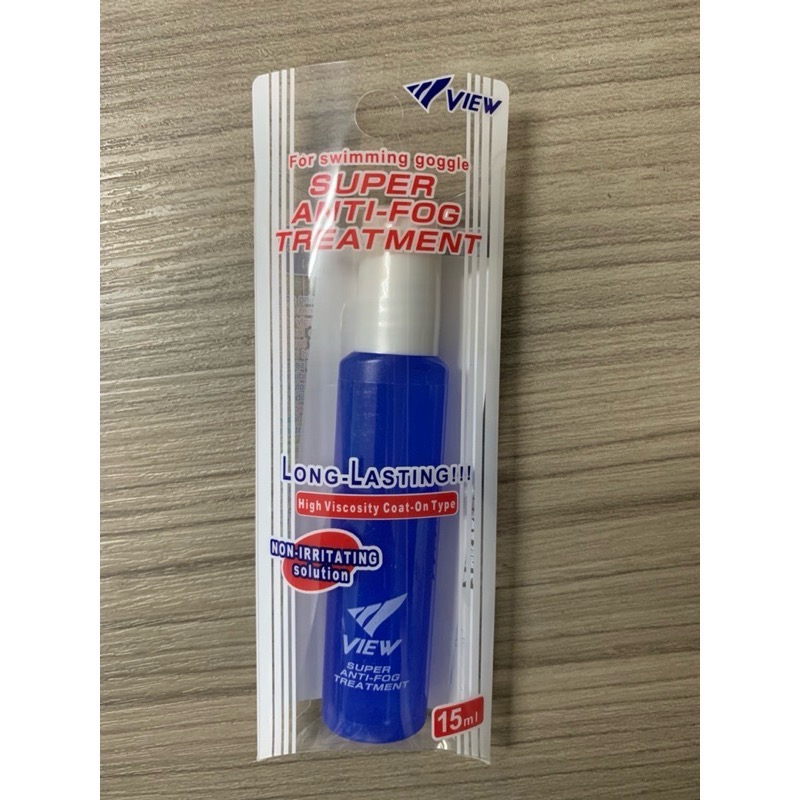 VIEW
For swimming goggle
SUPER
ANTI-FOG
TREATMENT
LONG-LASTING!!!
High Viscosity Coat-On Type
NON-IRRITATING
solution
VIEW
SUPER
ANTI-FOG
TREATMENT
15ml